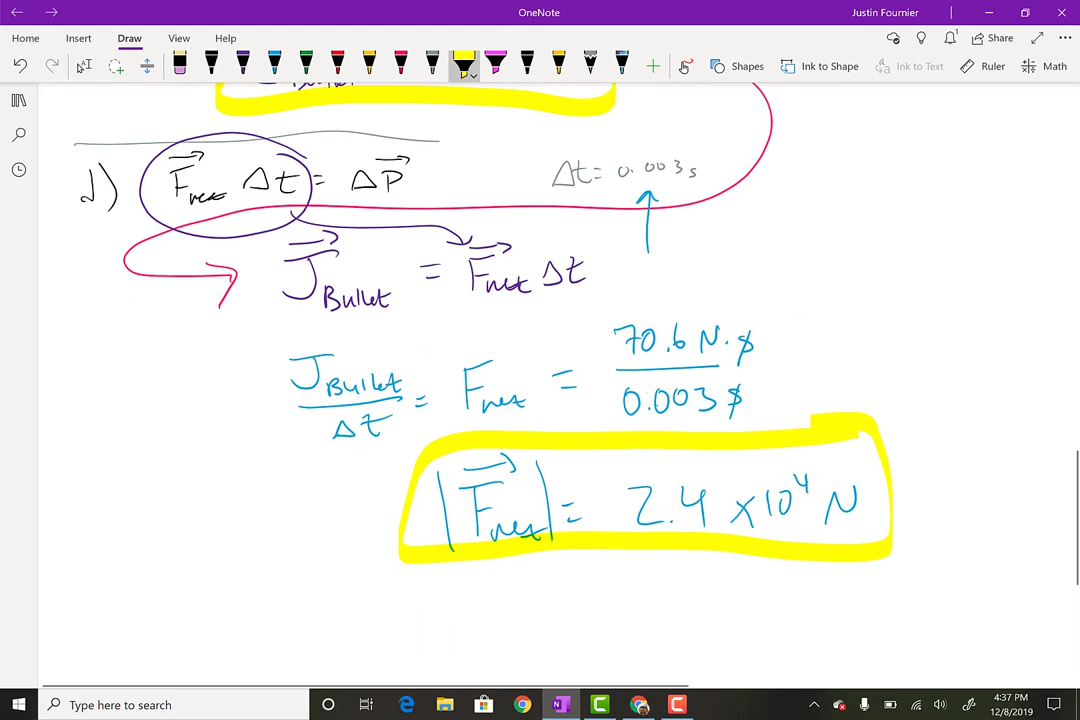 OneNote
Justin Fournier
Home Insert Draw View Help
Share
Shapes Ink to Shape Ink to Text Ruler Math
d) F⃗net Δt = ΔP⃗
Δt = 0.003 s
J⃗Bullet = F⃗net Δt
JBullet / Δt = Fnet = 70.6 N·s / 0.003 s
|F⃗net| = 2.4 ×10⁴ N
Type here to search
4:37 PM
12/8/2019